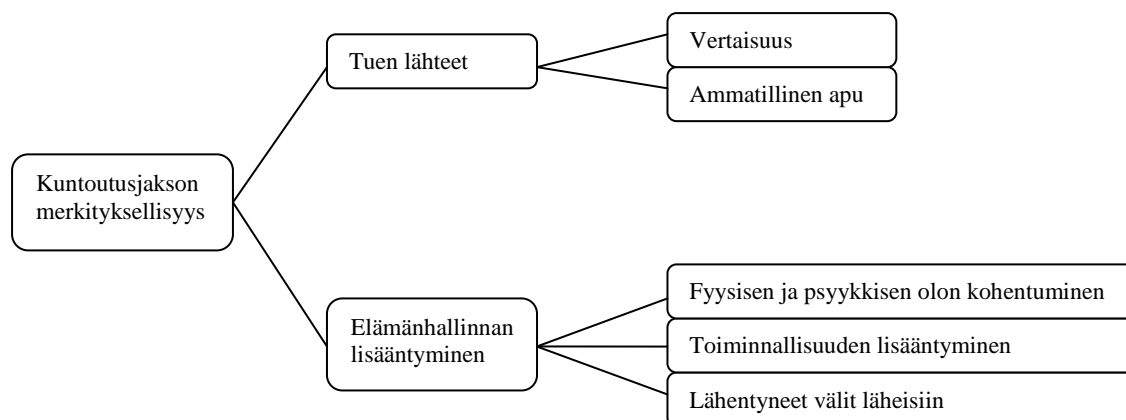 Kuntoutusjakson
merkityksellisyys
Tuen lähteet
Vertaisuus
Ammatillinen apu
Elämänhallinnan
lisääntyminen
Fyysisen ja psyykkisen olon kohentuminen
Toiminnallisuuden lisääntyminen
Lähentyneet välit läheisiin